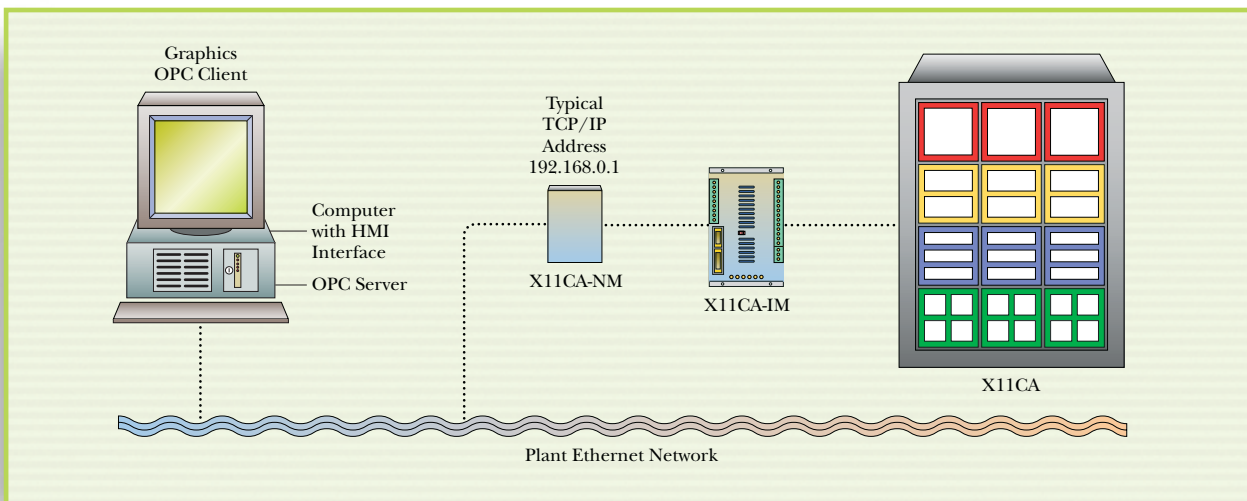 Graphics
OPC Client
Computer
with HMI
Interface
OPC Server
Typical
TCP/IP
Address
192.168.0.1
X11CA-NM
X11CA-IM
X11CA
Plant Ethernet Network